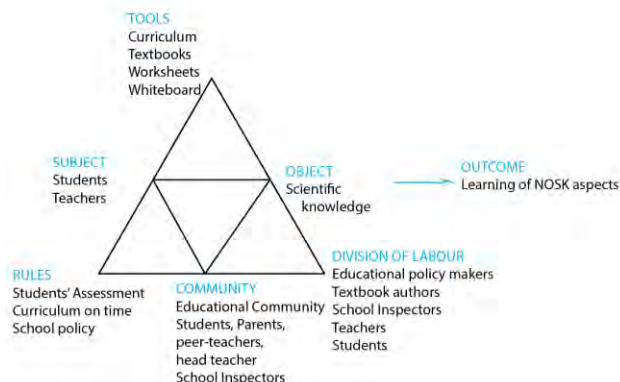 TOOLS
Curriculum
Textbooks
Worksheets
Whiteboard
SUBJECT
Students
Teachers
OBJECT
Scientific
knowledge
OUTCOME
Learning of NOSK aspects
RULES
Students' Assessment
Curriculum on time
School policy
COMMUNITY
Educational Community
Students, Parents,
peer-teachers,
head teacher
School Inspectors
DIVISION OF LABOUR
Educational policy makers
Textbook authors
School Inspectors
Teachers
Students